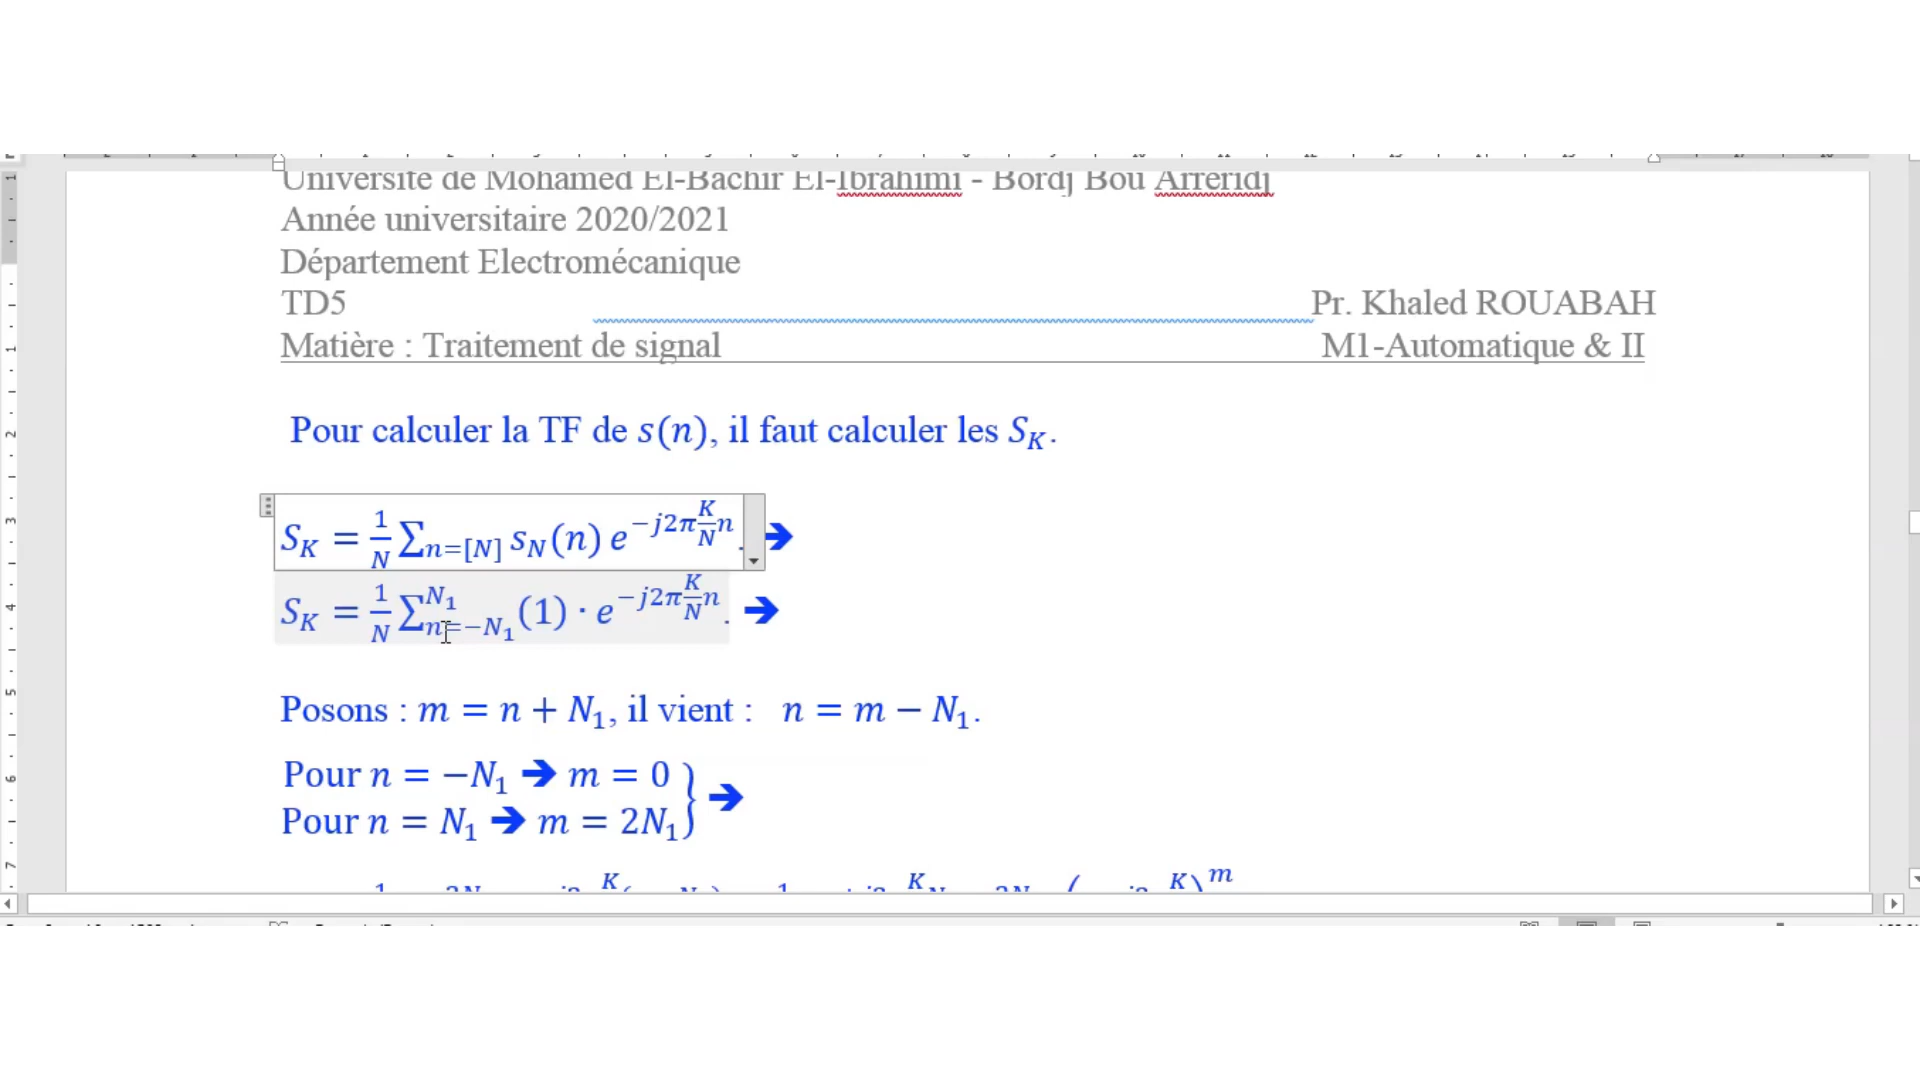 Université de Mohamed El-Bachir El-Ibrahimi - Bordj Bou Arreridj
Année universitaire 2020/2021
Département Electromécanique
TD5 Pr. Khaled ROUABAH
Matière : Traitement de signal M1-Automatique & II
Pour calculer la TF de s(n), il faut calculer les S_K.
S_K = 1/N ∑_{n=[N]} s_N(n) e^{-j2π K/N n}. ➔
S_K = 1/N ∑_{n=-N_1}^{N_1} (1) · e^{-j2π K/N n}. ➔
Posons : m = n + N_1, il vient : n = m − N_1.
Pour n = −N_1 ➔ m = 0
Pour n = N_1 ➔ m = 2N_1} ➔